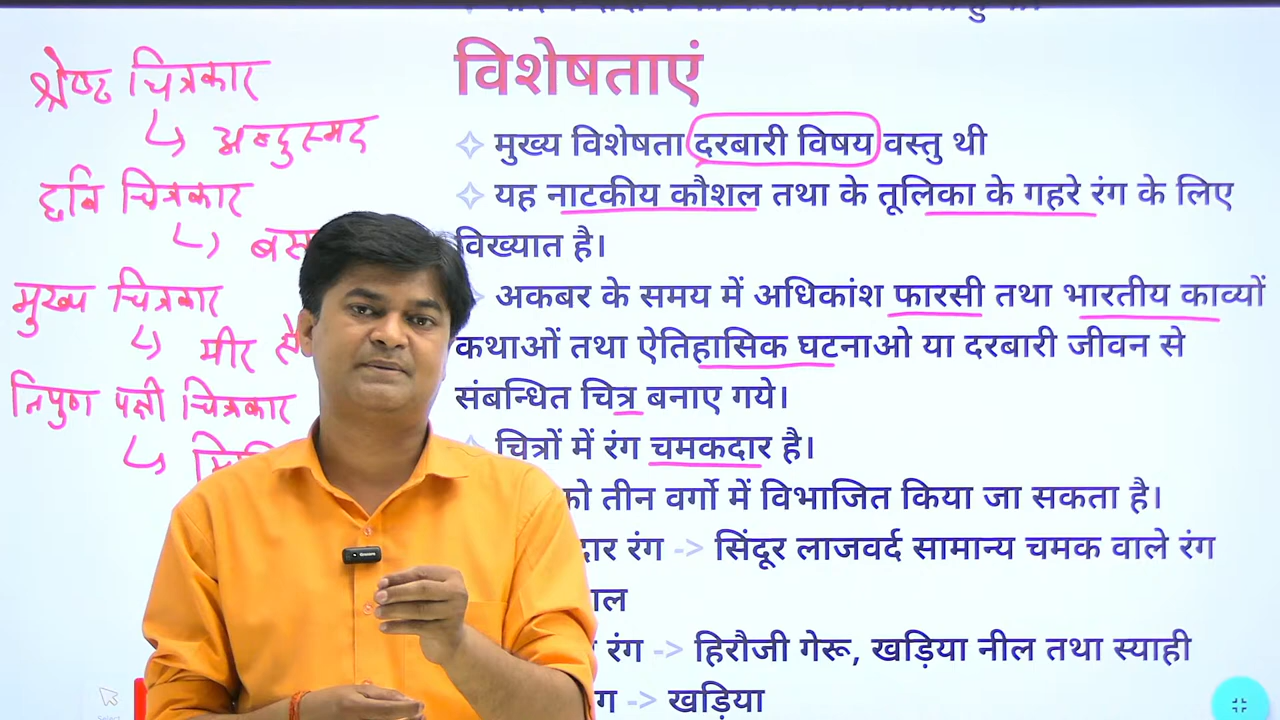 श्रेष्ठ चित्रकार
अब्दुस्मद
छवि चित्रकार
मुख्य चित्रकार
मीर
निपुण पक्षी चित्रकार
विशेषताएं
मुख्य विशेषता दरबारी विषय वस्तु थी
यह नाटकीय कौशल तथा के तूलिका के गहरे रंग के लिए
विख्यात है।
अकबर के समय में अधिकांश फारसी तथा भारतीय काव्यों
कथाओं तथा ऐतिहासिक घटनाओ या दरबारी जीवन से
संबन्धित चित्र बनाए गये।
चित्रों में रंग चमकदार है।
को तीन वर्गो में विभाजित किया जा सकता है।
रंग -> सिंदूर लाजवर्द सामान्य चमक वाले रंग
रंग -> हिरौजी गेरू, खड़िया नील तथा स्याही
-> खड़िया